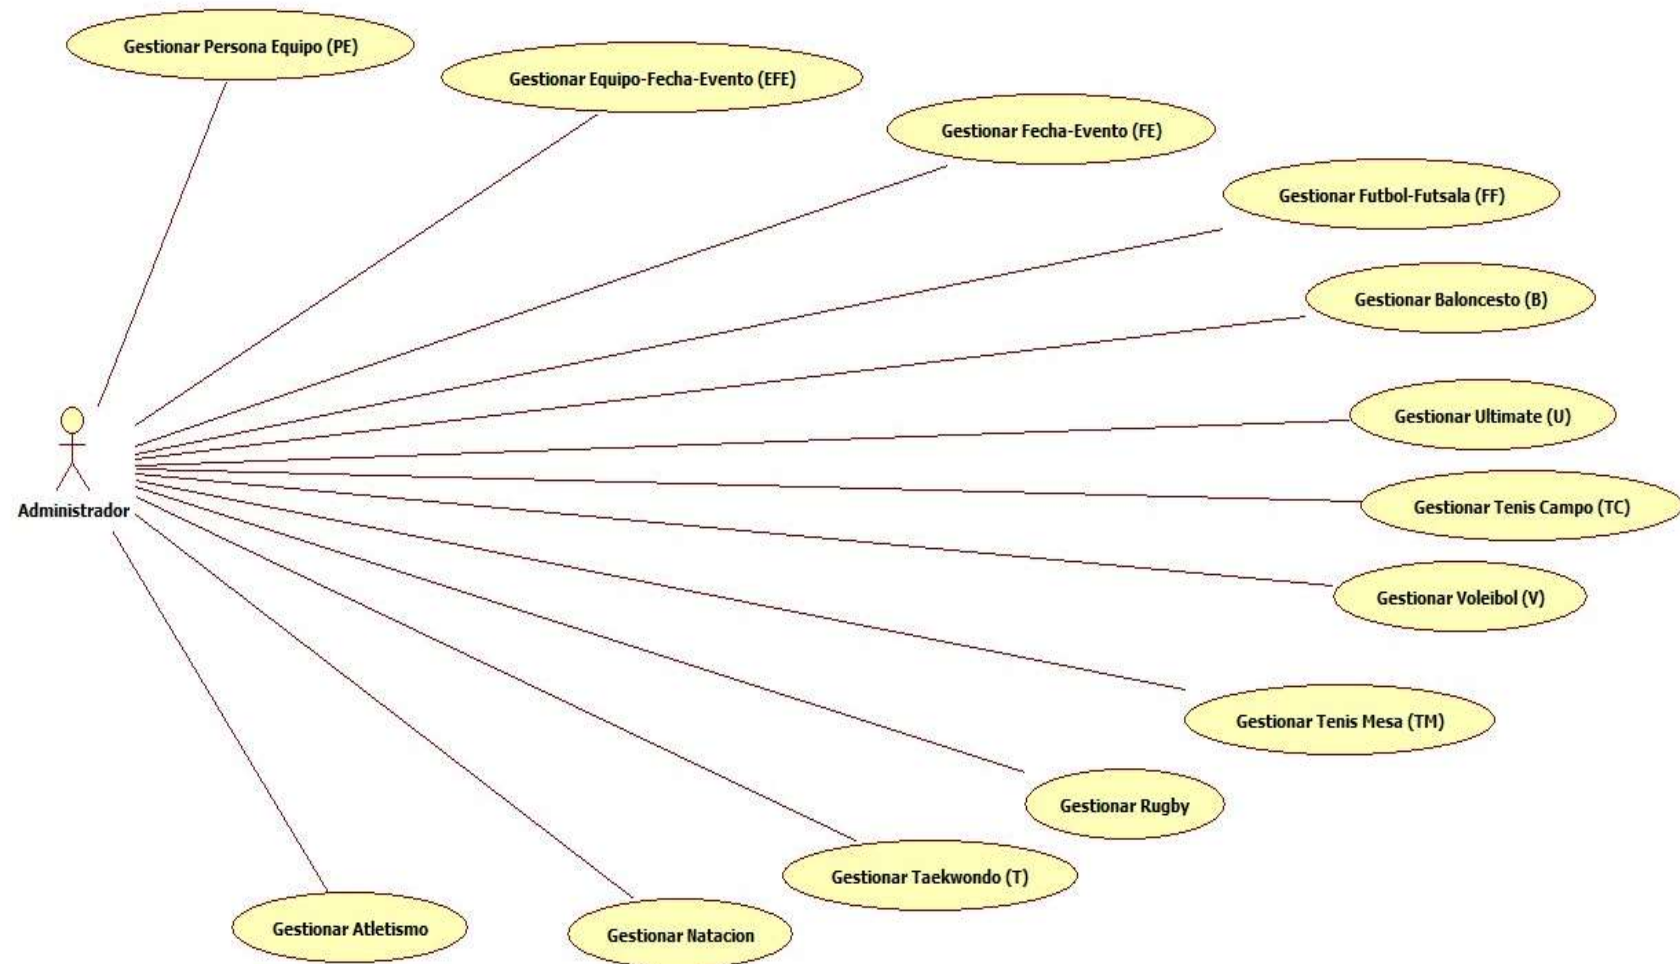 Gestionar Persona Equipo (PE)
Gestionar Equipo-Fecha-Evento (EFE)
Gestionar Fecha-Evento (FE)
Gestionar Futbol-Futsala (FF)
Gestionar Baloncesto (B)
Gestionar Ultimate (U)
Gestionar Tenis Campo (TC)
Administrador
Gestionar Voleibol (V)
Gestionar Tenis Mesa (TM)
Gestionar Rugby
Gestionar Taekwondo (T)
Gestionar Atletismo
Gestionar Natacion